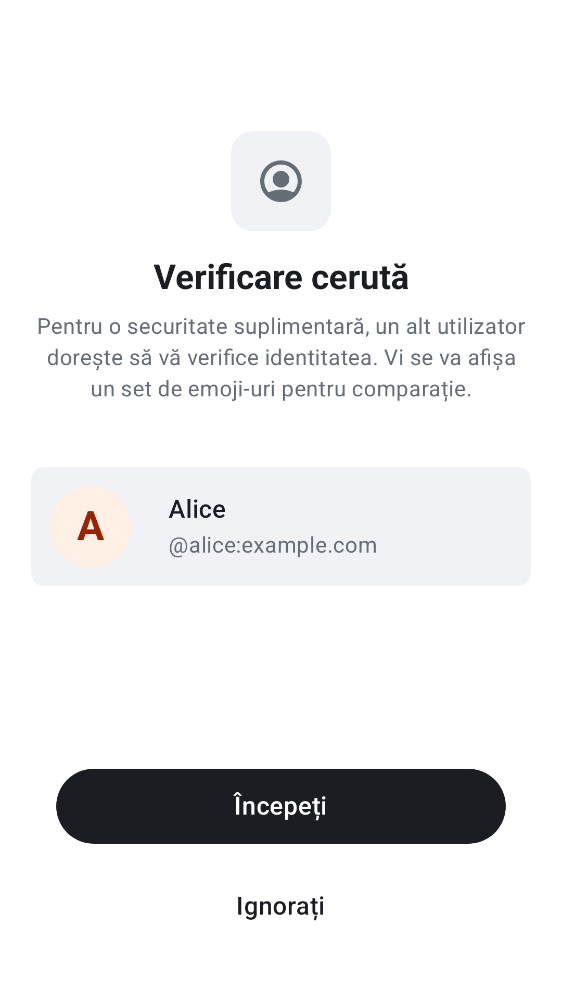 Verificare cerută
Pentru o securitate suplimentară, un alt utilizator
dorește să vă verifice identitatea. Vi se va afișa
un set de emoji-uri pentru comparație.
A
Alice
@alice:example.com
Începeți
Ignorați